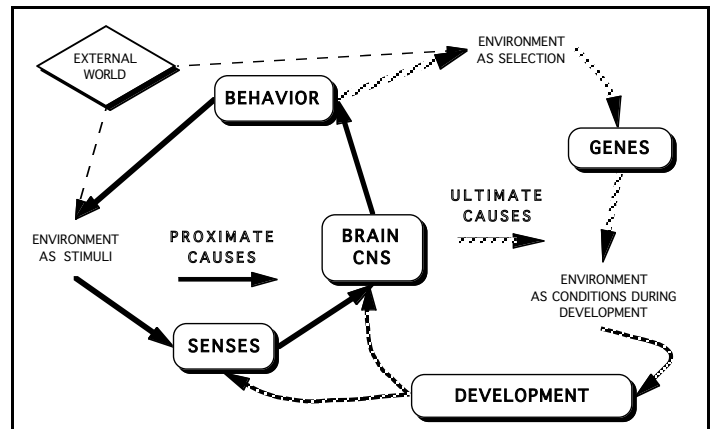 EXTERNAL
WORLD
ENVIRONMENT
AS SELECTION
BEHAVIOR
GENES
ULTIMATE
CAUSES
ENVIRONMENT
AS STIMULI
PROXIMATE
CAUSES
BRAIN
CNS
ENVIRONMENT
AS CONDITIONS DURING
DEVELOPMENT
SENSES
DEVELOPMENT